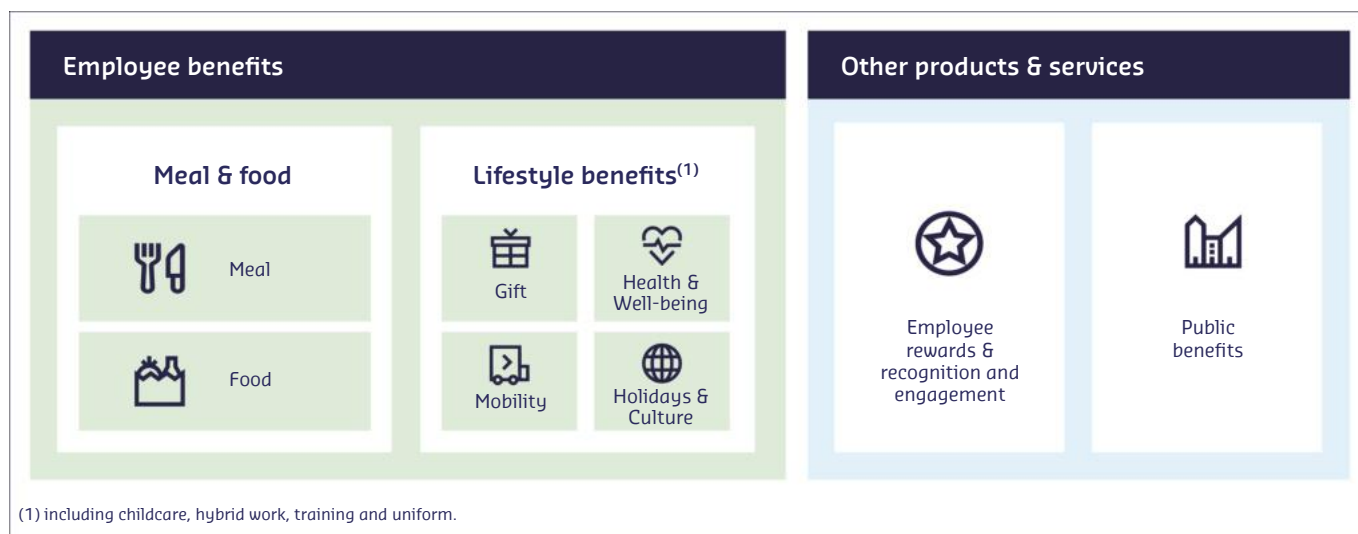 Employee benefits
Meal & food
Meal
Food
Lifestyle benefits(1)
Gift
Health &
Well-being
Mobility
Holidays &
Culture
Other products & services
Employee
rewards &
recognition and
engagement
Public
benefits
(1) including childcare, hybrid work, training and uniform.